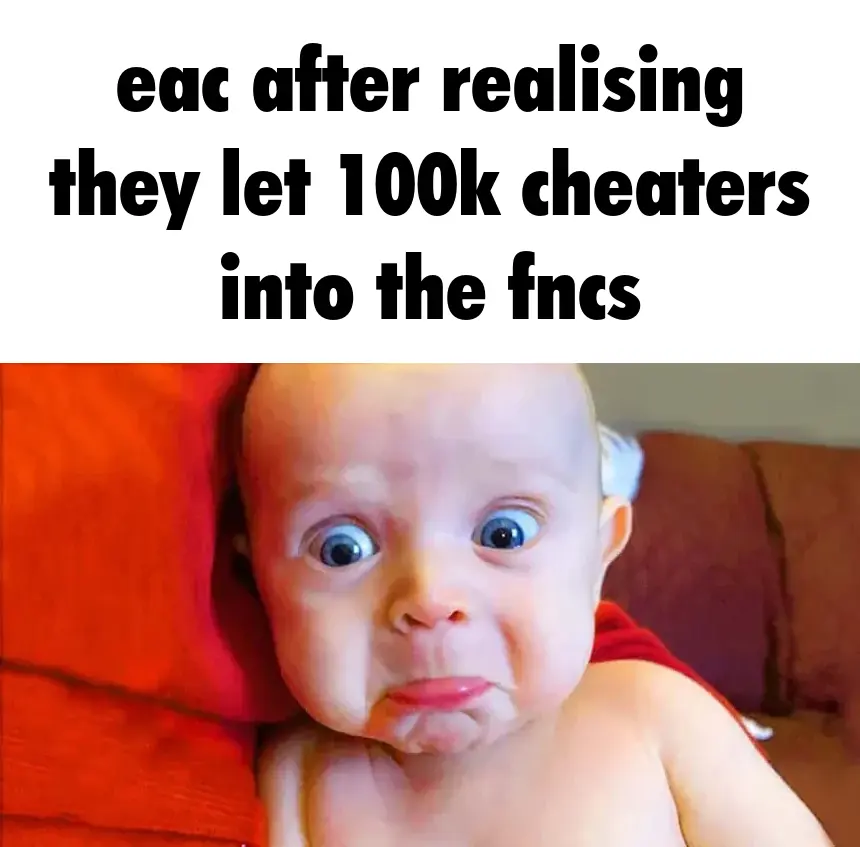 eac after realising
they let 100k cheaters
into the fncs